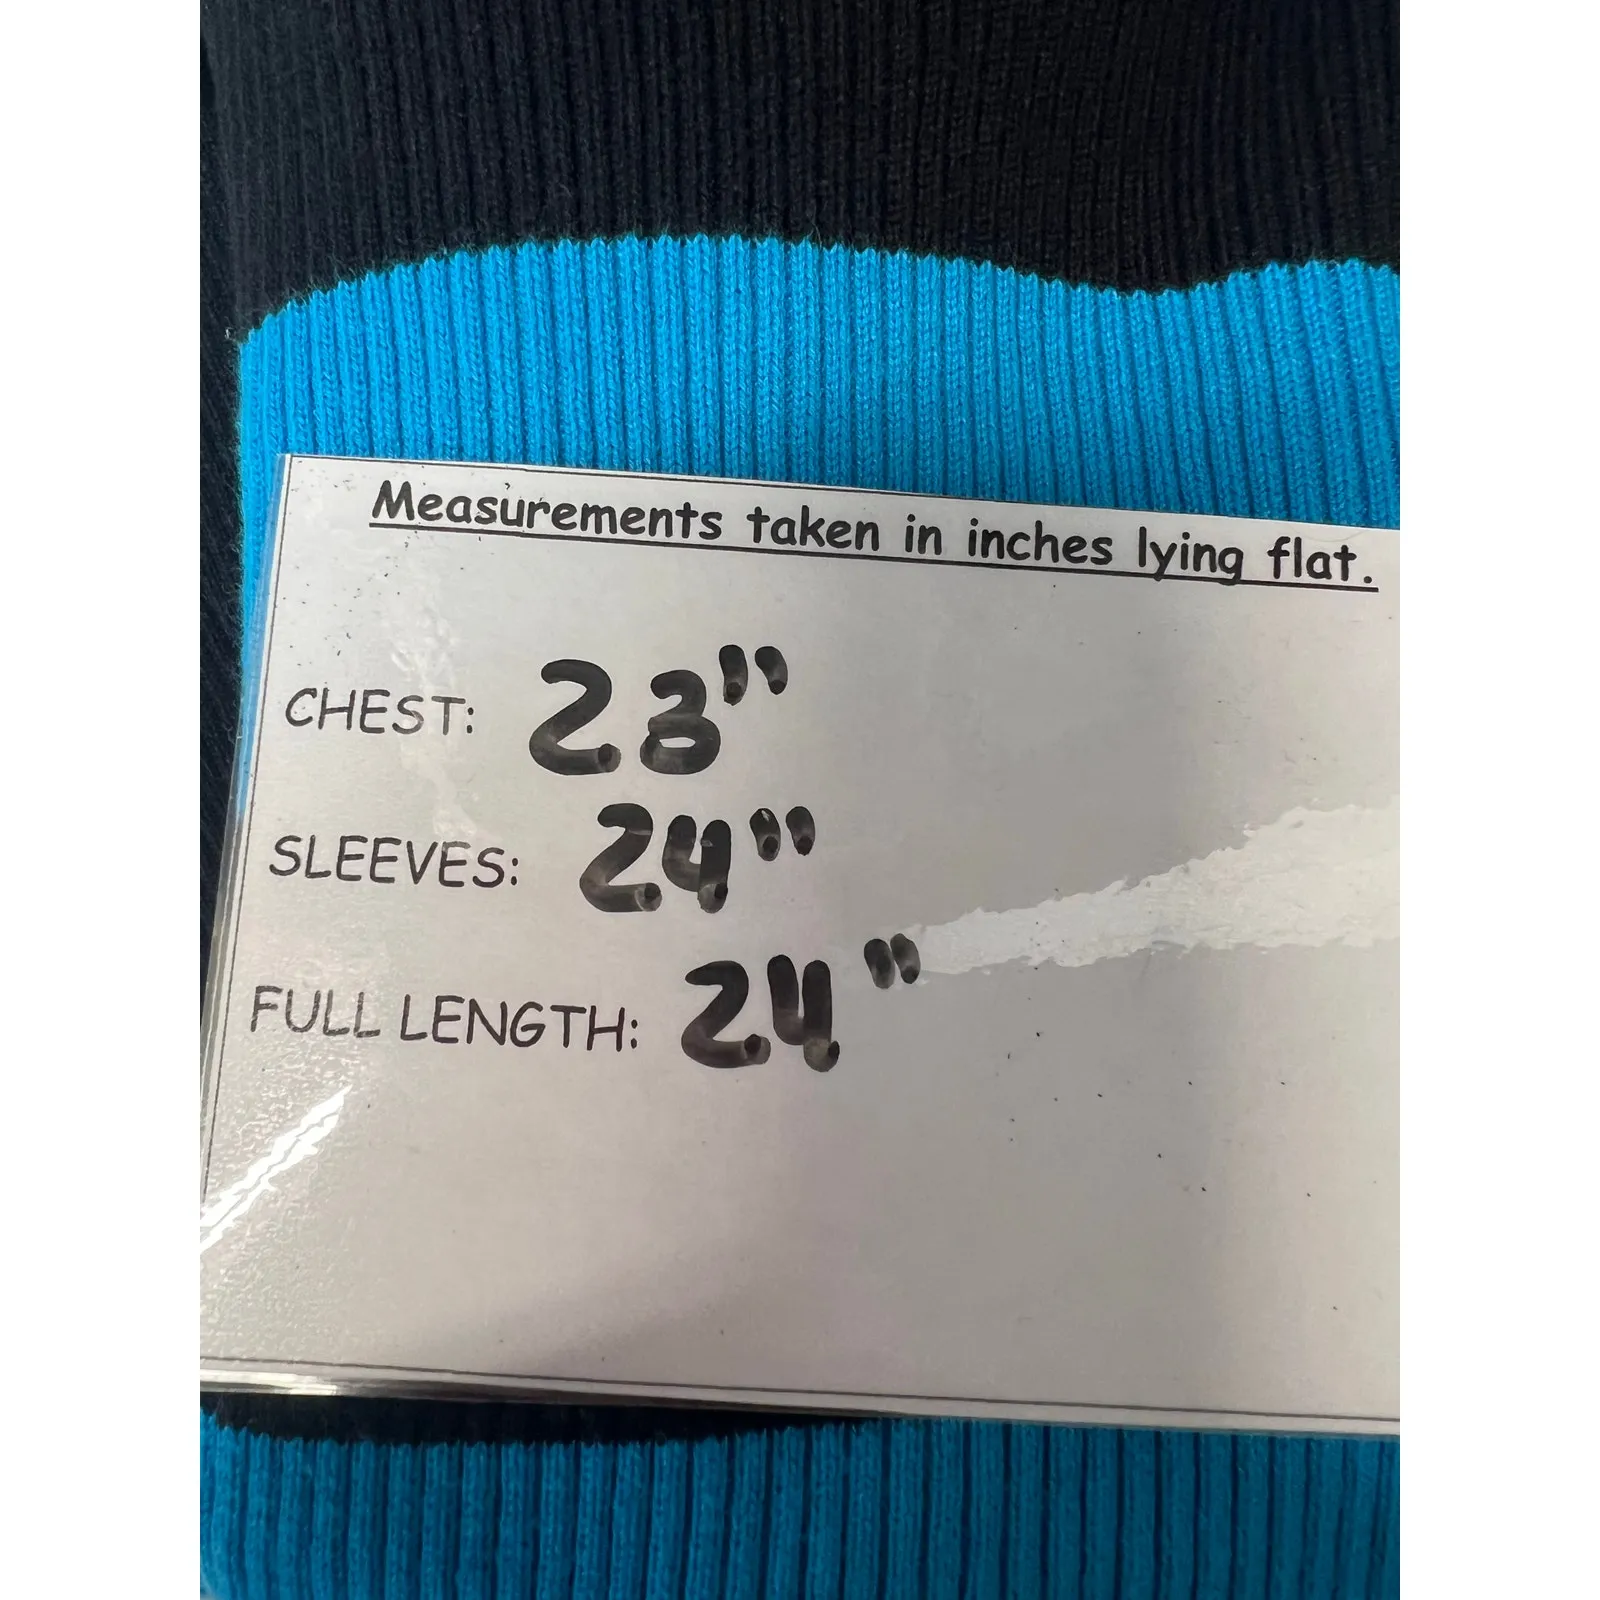 Measurements taken in inches lying flat.
CHEST: 23"
SLEEVES: 24"
FULL LENGTH: 24"